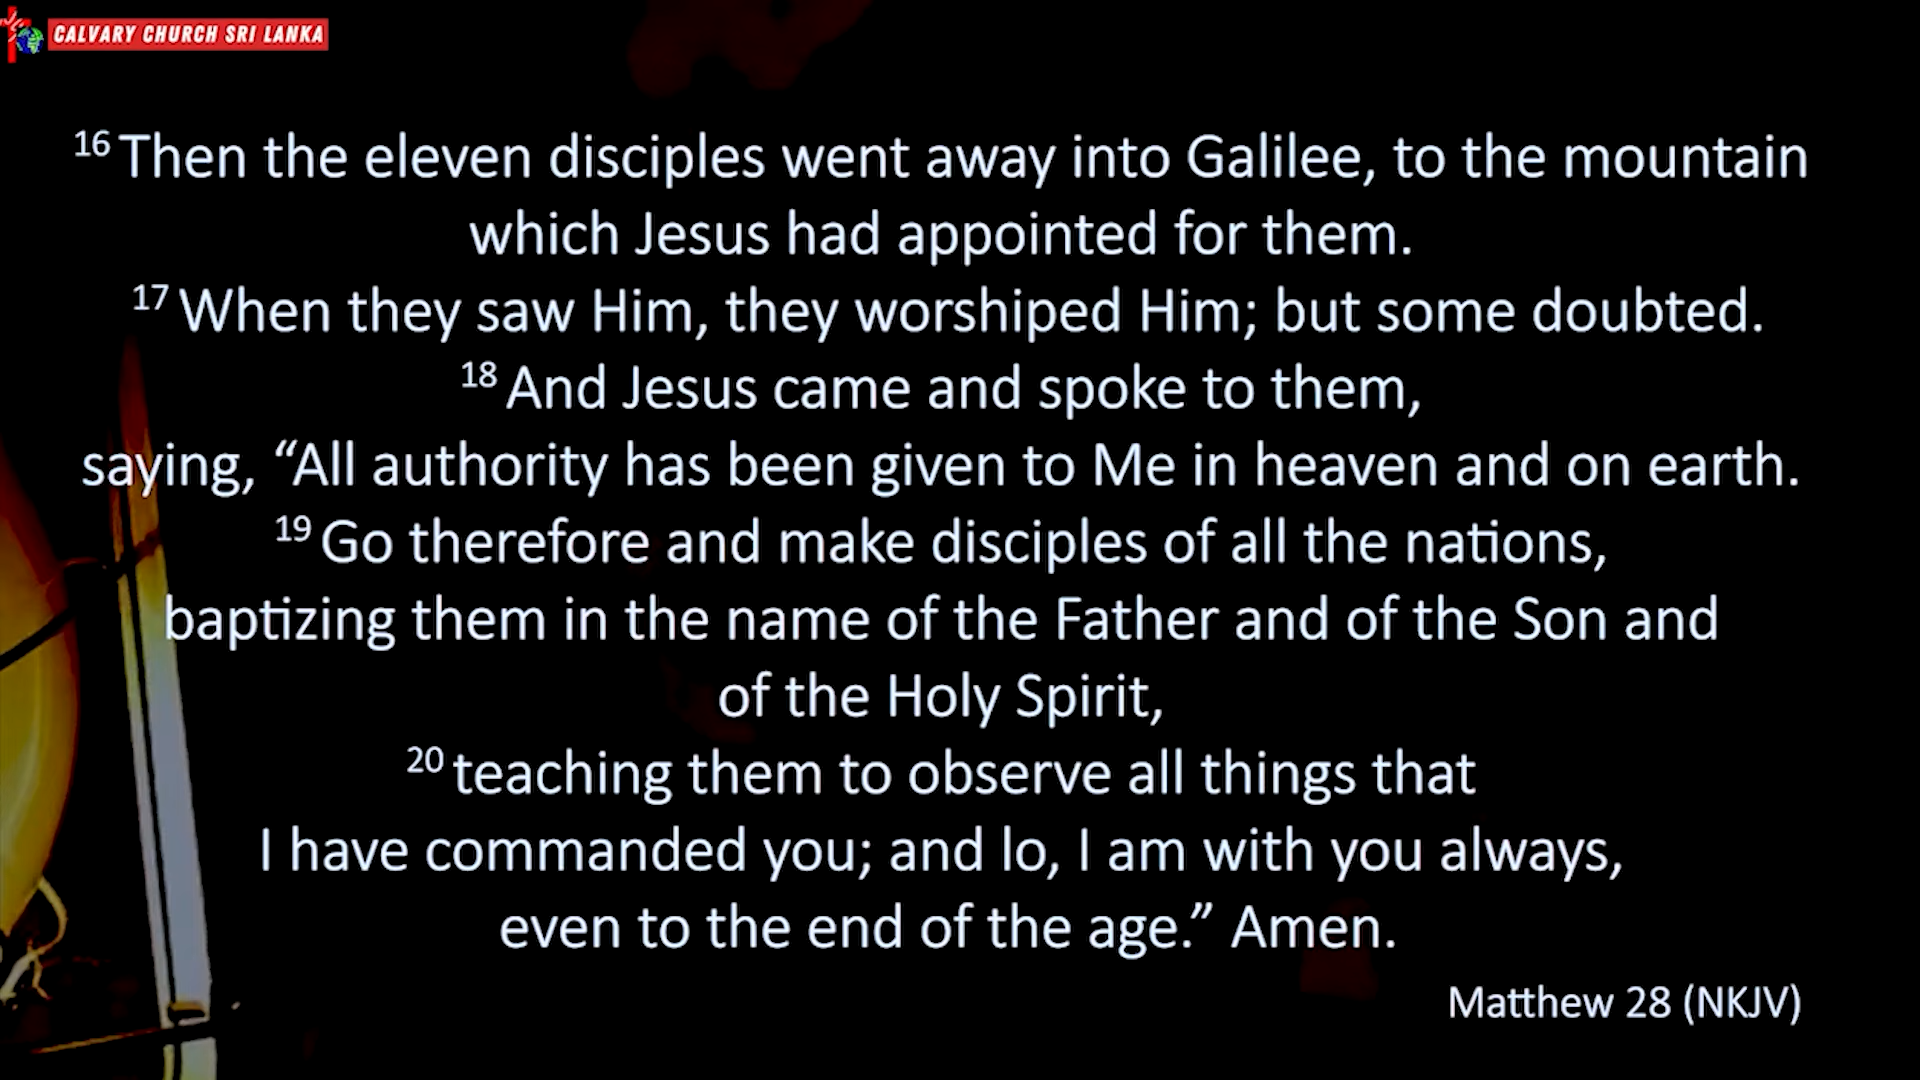 CALVARY CHURCH SRI LANKA
16 Then the eleven disciples went away into Galilee, to the mountain
which Jesus had appointed for them.
17 When they saw Him, they worshiped Him; but some doubted.
18 And Jesus came and spoke to them,
saying, “All authority has been given to Me in heaven and on earth.
19 Go therefore and make disciples of all the nations,
baptizing them in the name of the Father and of the Son and
of the Holy Spirit,
20 teaching them to observe all things that
I have commanded you; and lo, I am with you always,
even to the end of the age.” Amen.
Matthew 28 (NKJV)